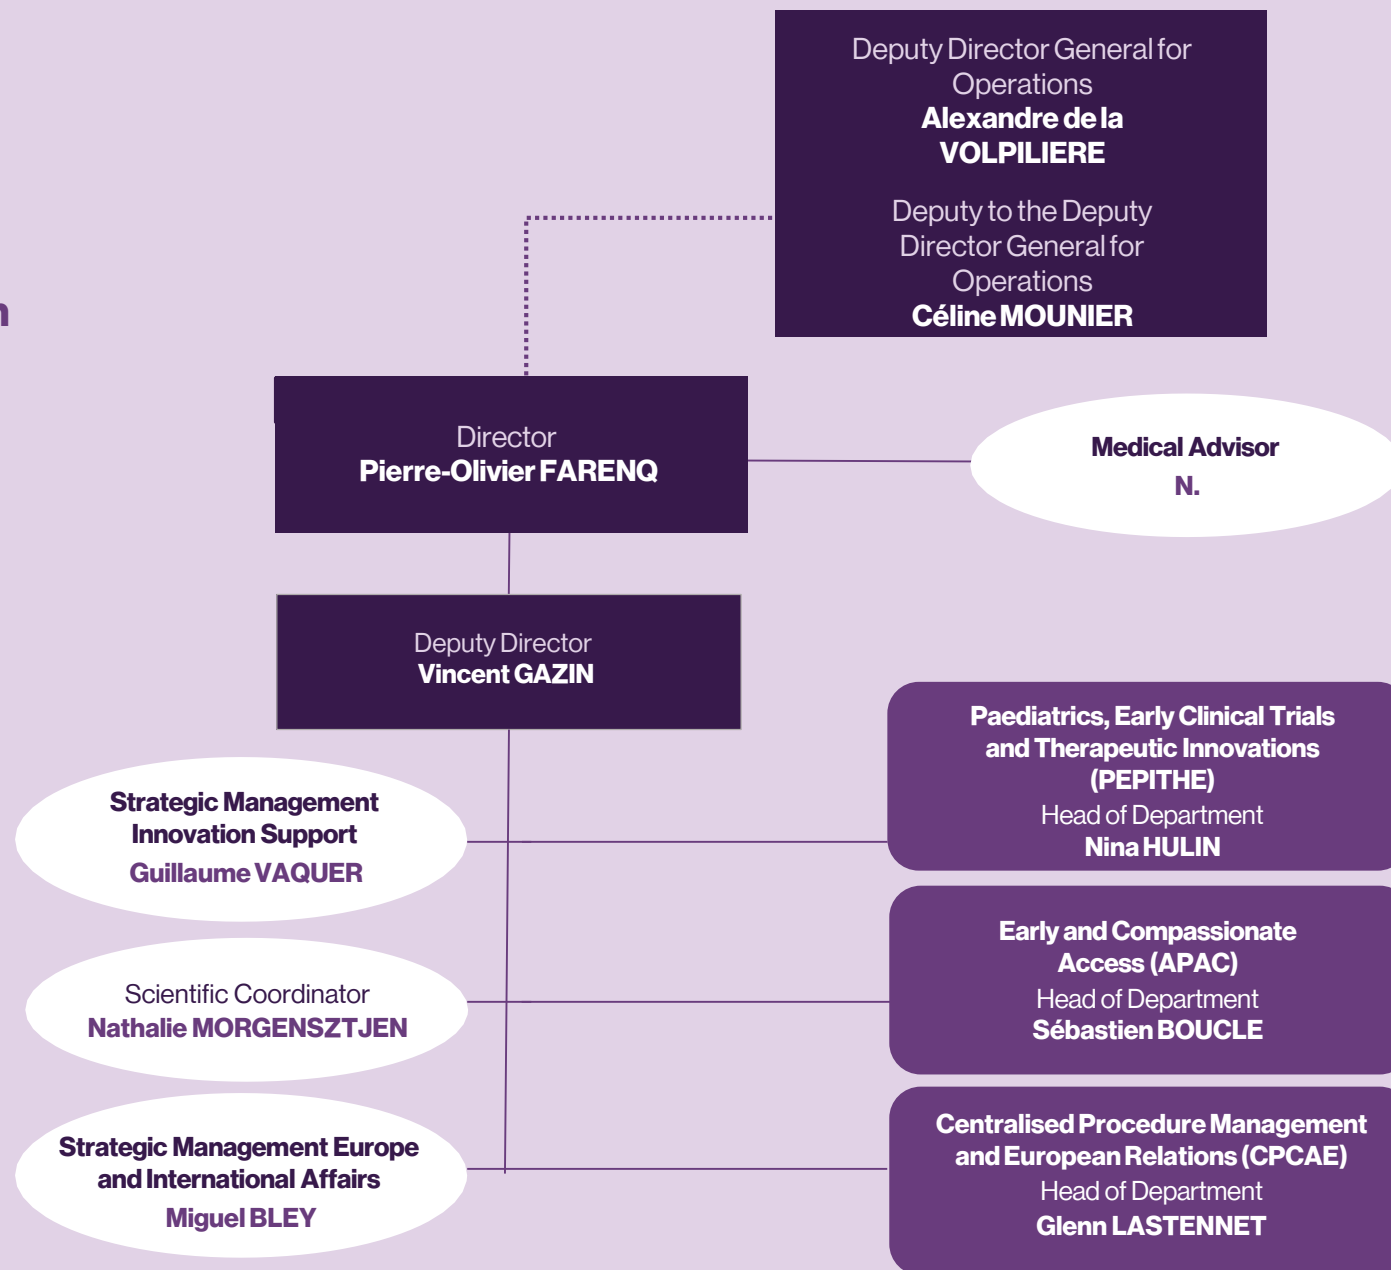 Deputy Director General for
Operations
Alexandre de la
VOLPILIERE
Deputy to the Deputy
Director General for
Operations
Céline MOUNIER
n
Director
Pierre-Olivier FARENQ
Medical Advisor
N.
Deputy Director
Vincent GAZIN
Strategic Management
Innovation Support
Guillaume VAQUER
Paediatrics, Early Clinical Trials
and Therapeutic Innovations
(PEPITHE)
Head of Department
Nina HULIN
Scientific Coordinator
Nathalie MORGENSZTJEN
Early and Compassionate
Access (APAC)
Head of Department
Sébastien BOUCLE
Strategic Management Europe
and International Affairs
Miguel BLEY
Centralised Procedure Management
and European Relations (CPCAE)
Head of Department
Glenn LASTENNET